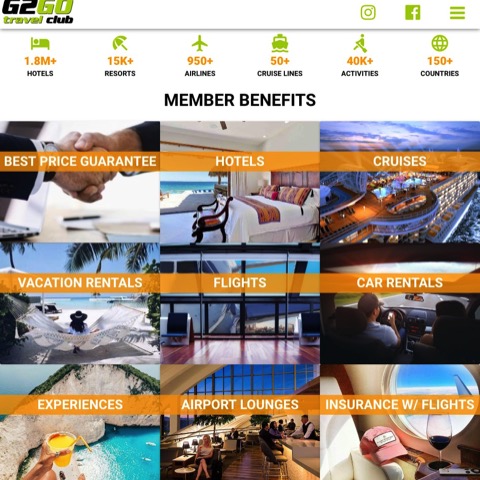 G2GO
travel club
1.8M+ 15K+ 950+ 50+ 40K+ 150+
HOTELS RESORTS AIRLINES CRUISE LINES ACTIVITIES COUNTRIES
MEMBER BENEFITS
BEST PRICE GUARANTEE HOTELS CRUISES
VACATION RENTALS FLIGHTS CAR RENTALS
EXPERIENCES AIRPORT LOUNGES INSURANCE W/ FLIGHTS